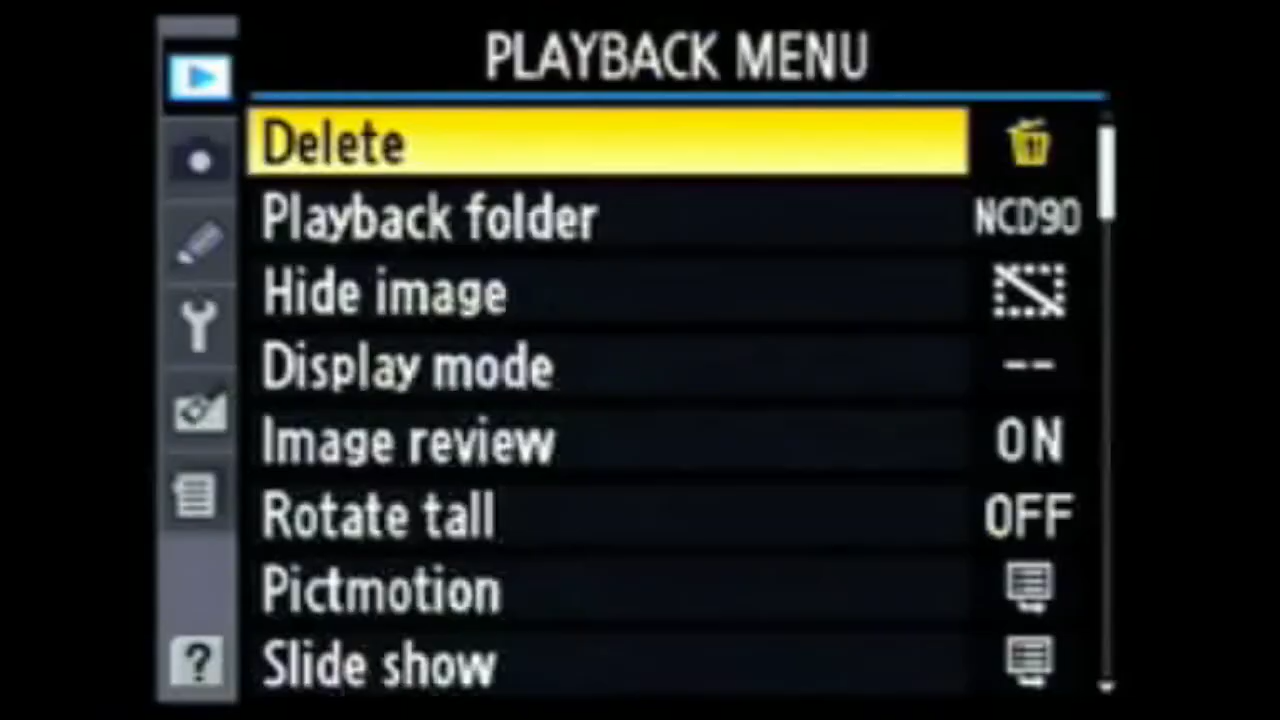 PLAYBACK MENU
Delete
Playback folder NCD90
Hide image
Display mode --
Image review ON
Rotate tall OFF
Pictmotion
Slide show
?